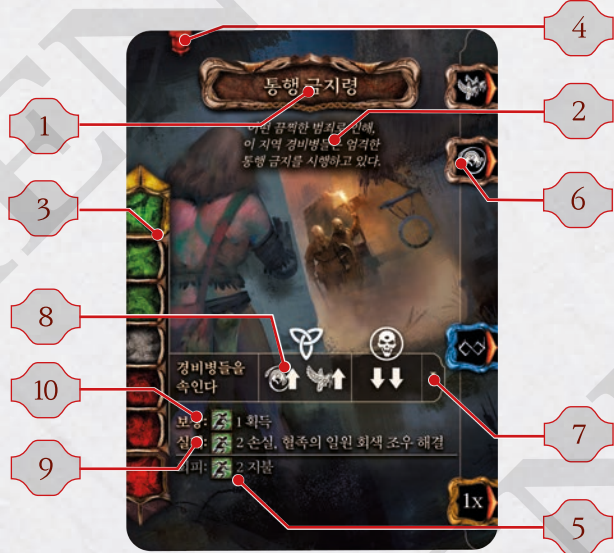 4
통행 금지령
1
2
어떤 끔찍한 범죄로 인해,
이 지역 경비병들은 엄격한
통행 금지를 시행하고 있다.
3
6
8
경비병들을
속인다
7
10
보상: 1 획득
9
2 손실, 혈족의 일원 회색 조우 해결
2 지불
1x
5